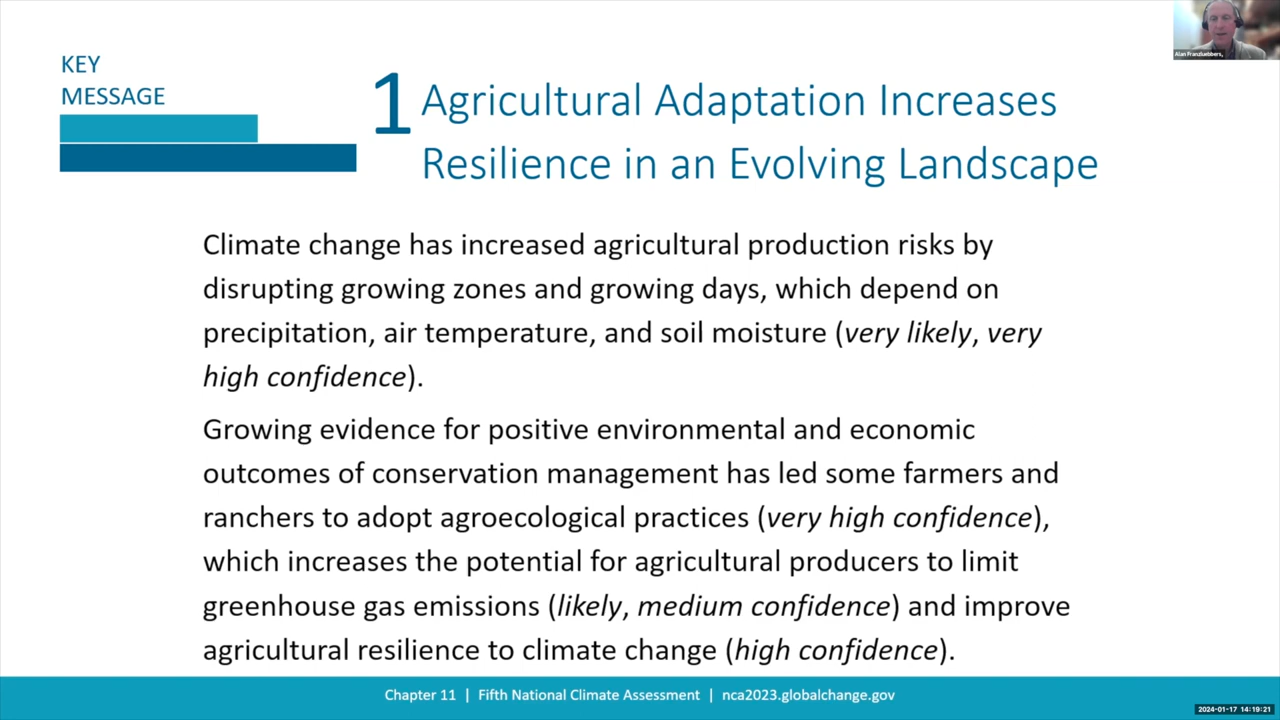 KEY
MESSAGE
1 Agricultural Adaptation Increases
Resilience in an Evolving Landscape
Climate change has increased agricultural production risks by
disrupting growing zones and growing days, which depend on
precipitation, air temperature, and soil moisture (very likely, very
high confidence).
Growing evidence for positive environmental and economic
outcomes of conservation management has led some farmers and
ranchers to adopt agroecological practices (very high confidence),
which increases the potential for agricultural producers to limit
greenhouse gas emissions (likely, medium confidence) and improve
agricultural resilience to climate change (high confidence).
Chapter 11 | Fifth National Climate Assessment | nca2023.globalchange.gov
Alan Franzluebbers,
2024-01-17 14:19:21